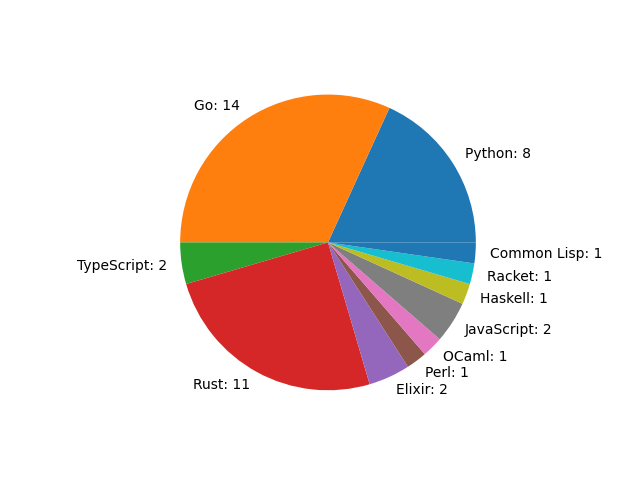 Go: 14
Python: 8
Common Lisp: 1
TypeScript: 2
Racket: 1
Haskell: 1
JavaScript: 2
OCaml: 1
Perl: 1
Rust: 11
Elixir: 2